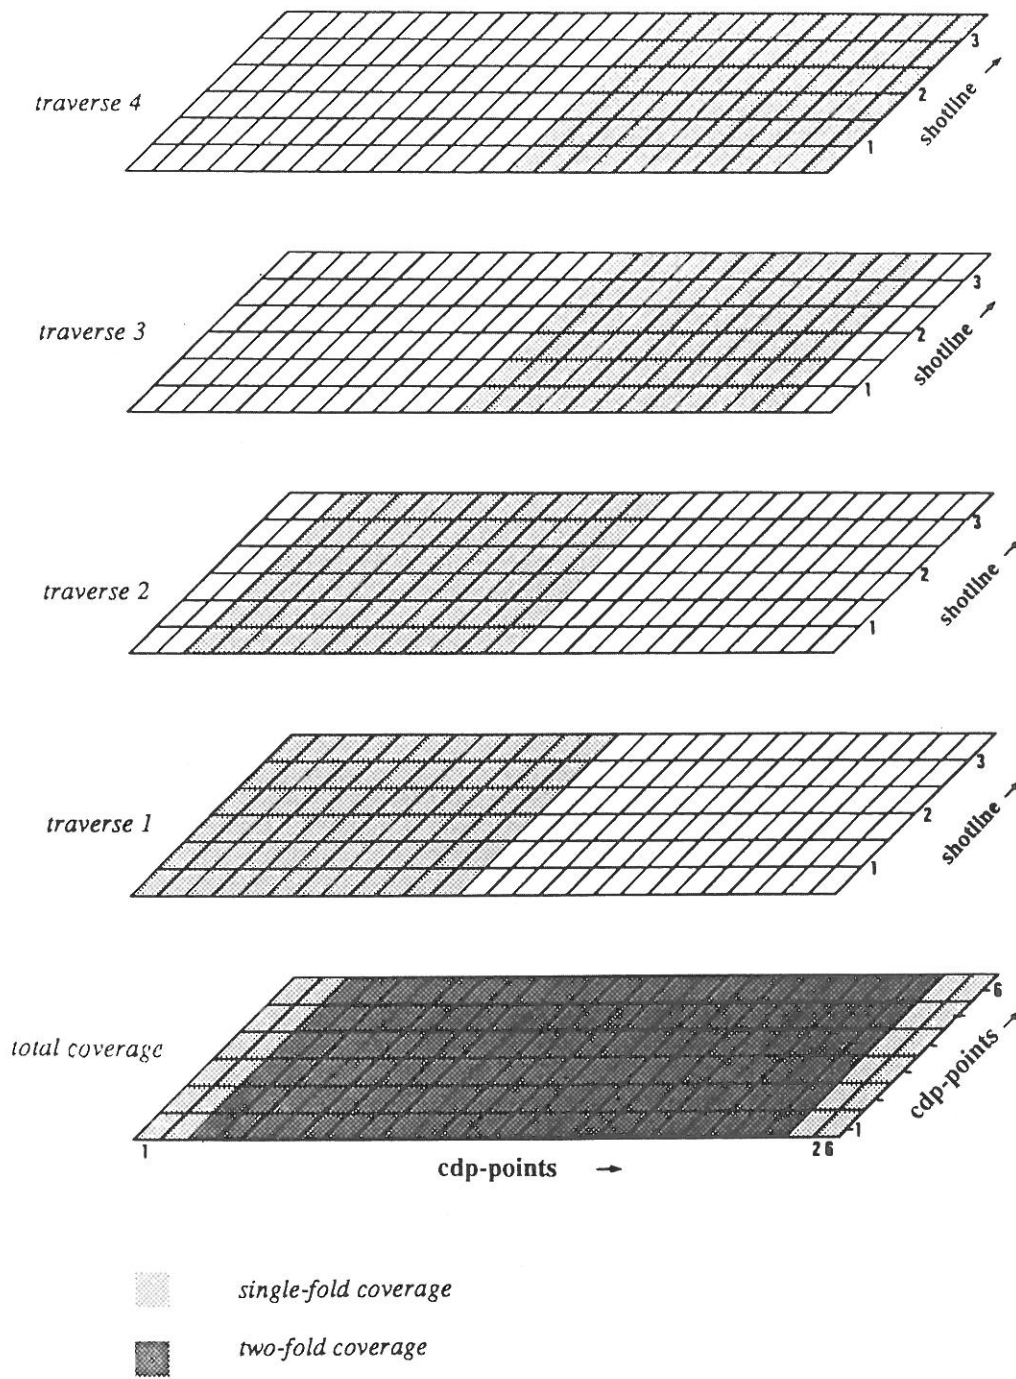 traverse 4
3
2
1
shotline →
traverse 3
3
2
1
shotline →
traverse 2
3
2
1
shotline →
traverse 1
3
2
1
shotline →
total coverage
6
1
cdp-points →
1
26
cdp-points →
single-fold coverage
two-fold coverage